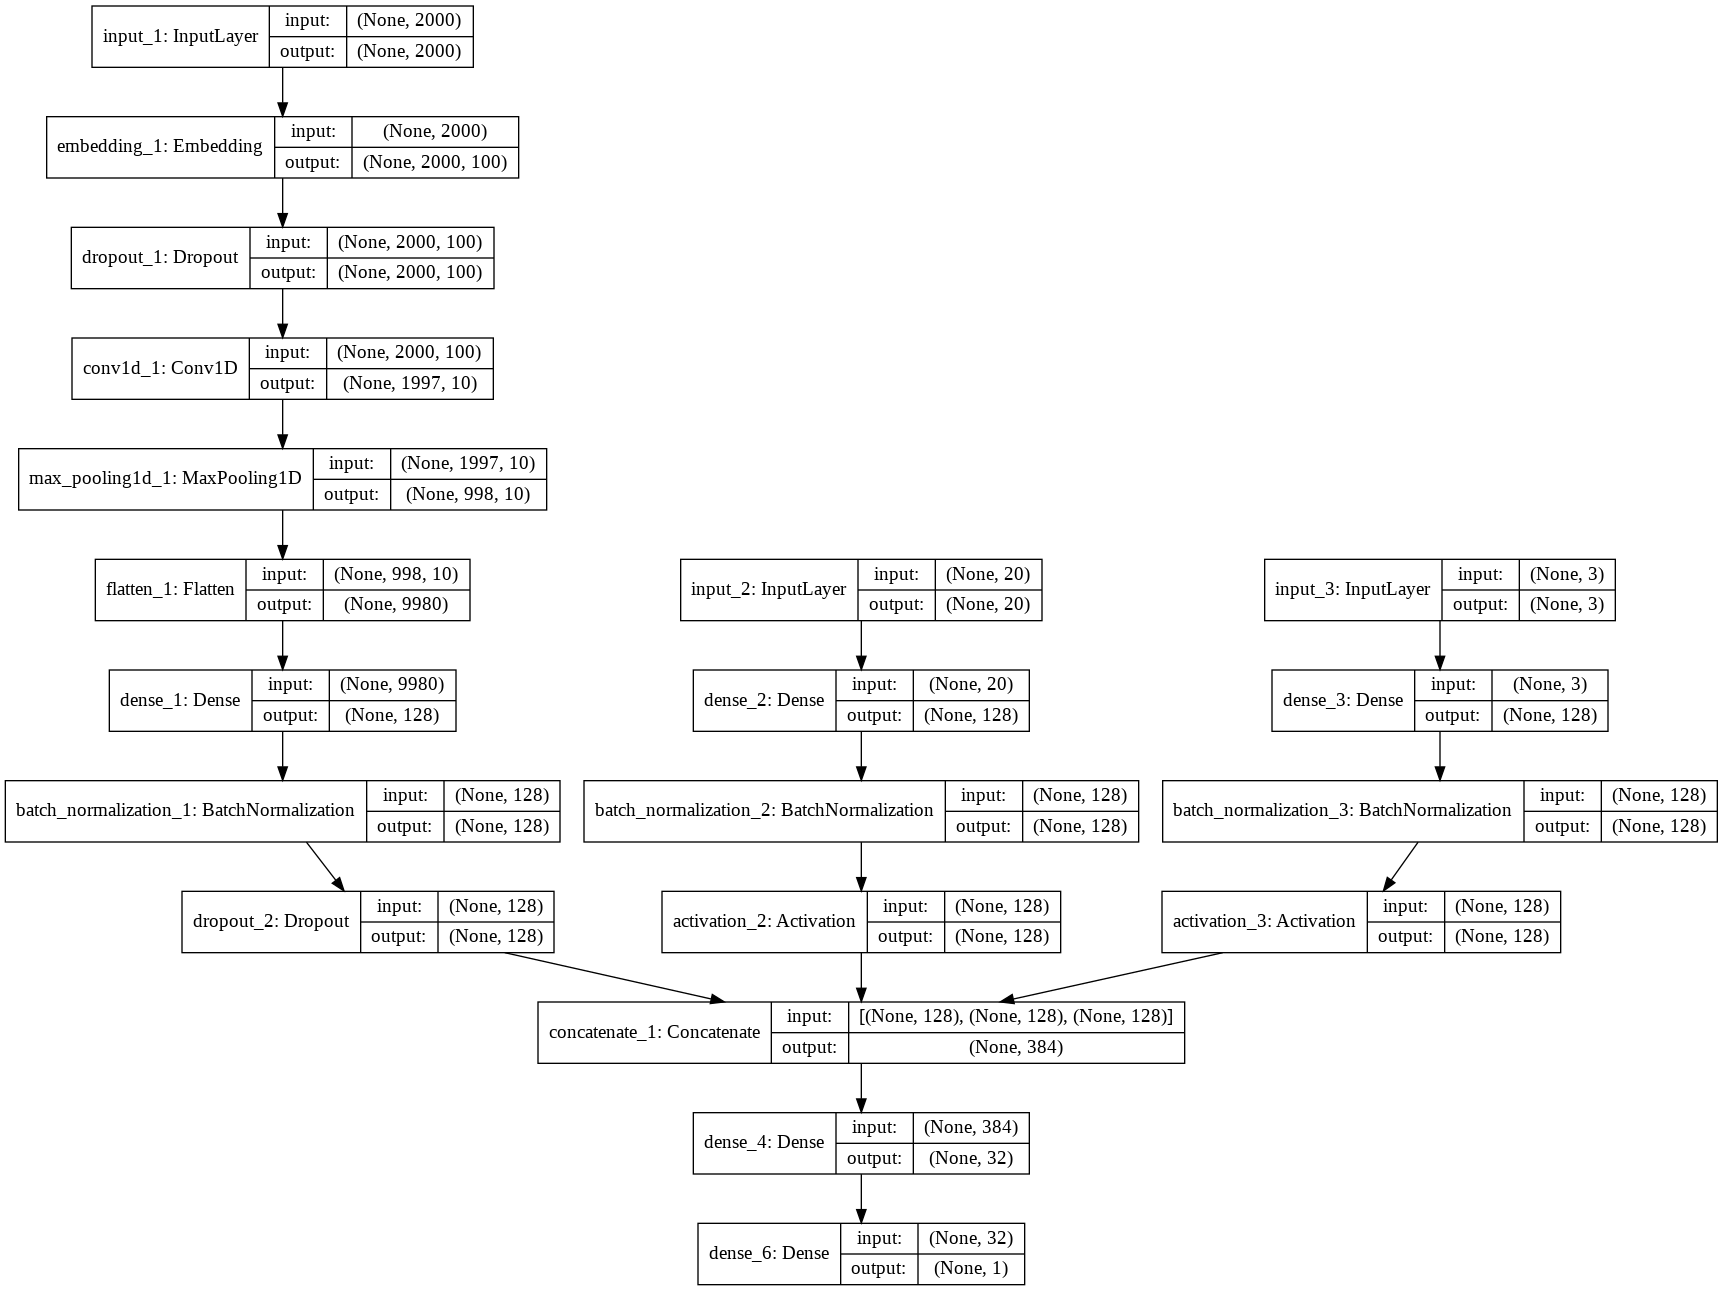 input_1: InputLayer
input: (None, 2000)
output: (None, 2000)
embedding_1: Embedding
input: (None, 2000)
output: (None, 2000, 100)
dropout_1: Dropout
input: (None, 2000, 100)
output: (None, 2000, 100)
conv1d_1: Conv1D
input: (None, 2000, 100)
output: (None, 1997, 10)
max_pooling1d_1: MaxPooling1D
input: (None, 1997, 10)
output: (None, 998, 10)
flatten_1: Flatten
input: (None, 998, 10)
output: (None, 9980)
input_2: InputLayer
input: (None, 20)
output: (None, 20)
input_3: InputLayer
input: (None, 3)
output: (None, 3)
dense_1: Dense
input: (None, 9980)
output: (None, 128)
dense_2: Dense
input: (None, 20)
output: (None, 128)
dense_3: Dense
input: (None, 3)
output: (None, 128)
batch_normalization_1: BatchNormalization
input: (None, 128)
output: (None, 128)
batch_normalization_2: BatchNormalization
input: (None, 128)
output: (None, 128)
batch_normalization_3: BatchNormalization
input: (None, 128)
output: (None, 128)
dropout_2: Dropout
input: (None, 128)
output: (None, 128)
activation_2: Activation
input: (None, 128)
output: (None, 128)
activation_3: Activation
input: (None, 128)
output: (None, 128)
concatenate_1: Concatenate
input: [(None, 128), (None, 128), (None, 128)]
output: (None, 384)
dense_4: Dense
input: (None, 384)
output: (None, 32)
dense_6: Dense
input: (None, 32)
output: (None, 1)